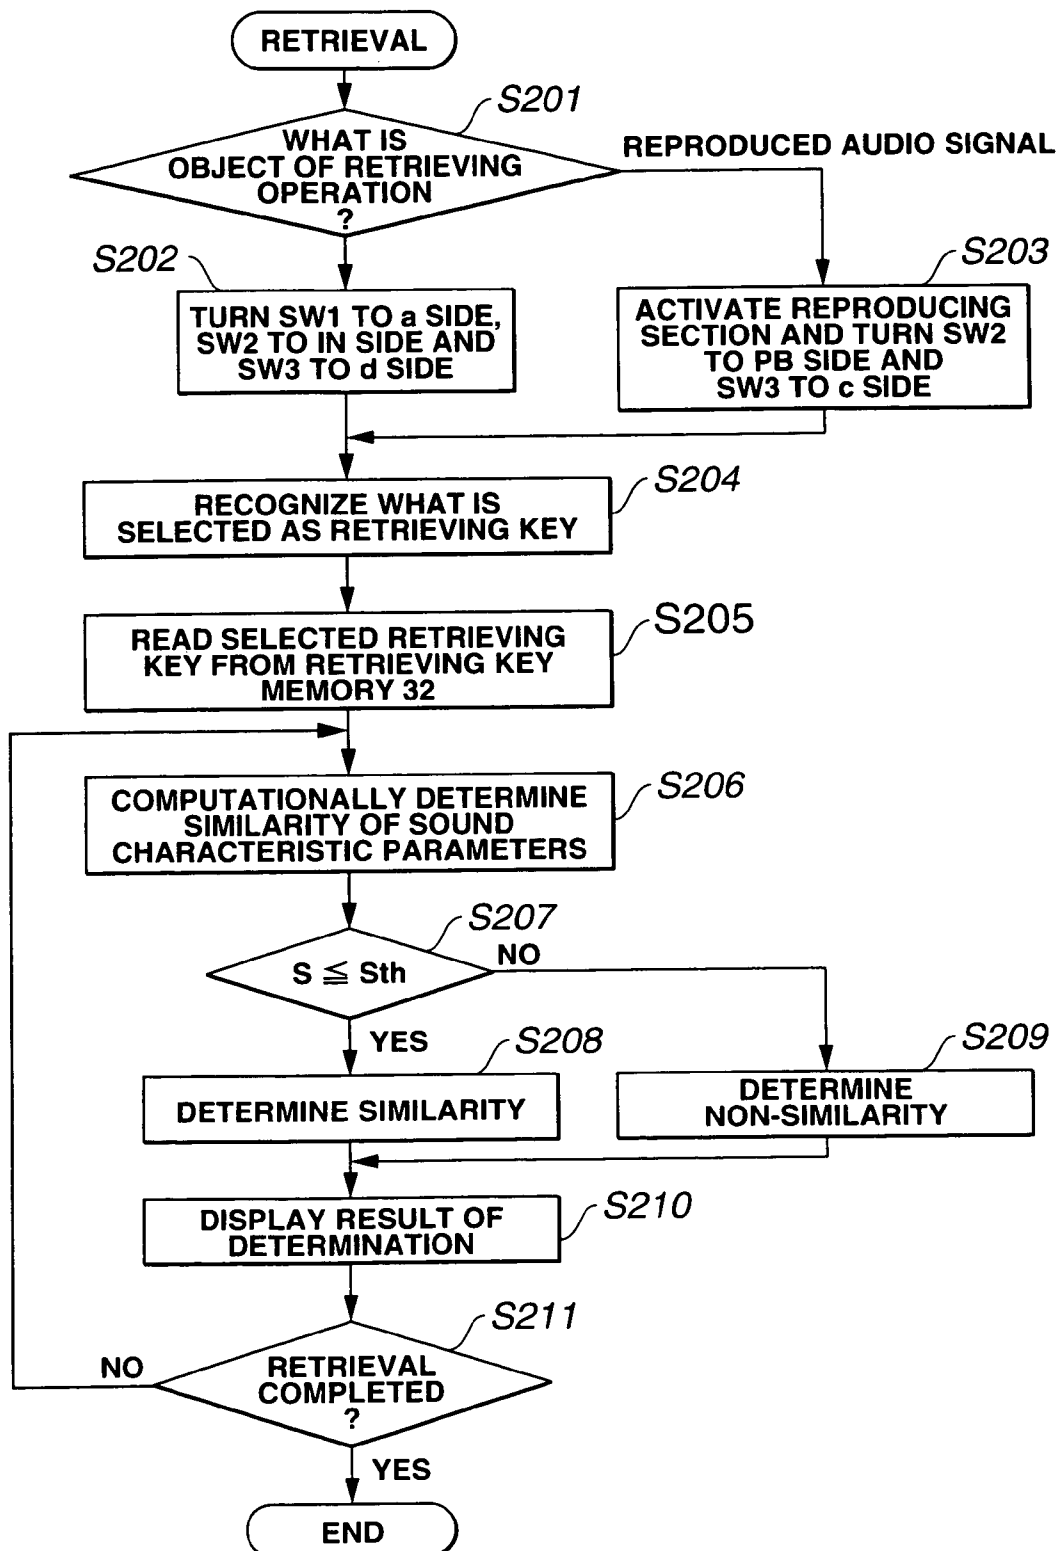 RETRIEVAL
S201
WHAT IS
OBJECT OF RETRIEVING
OPERATION
?
REPRODUCED AUDIO SIGNAL
S202
TURN SW1 TO a SIDE,
SW2 TO IN SIDE AND
SW3 TO d SIDE
S203
ACTIVATE REPRODUCING
SECTION AND TURN SW2
TO PB SIDE AND
SW3 TO c SIDE
S204
RECOGNIZE WHAT IS
SELECTED AS RETRIEVING KEY
S205
READ SELECTED RETRIEVING
KEY FROM RETRIEVING KEY
MEMORY 32
S206
COMPUTATIONALLY DETERMINE
SIMILARITY OF SOUND
CHARACTERISTIC PARAMETERS
S207
S ≦ Sth
NO
YES
S208
DETERMINE SIMILARITY
S209
DETERMINE
NON-SIMILARITY
S210
DISPLAY RESULT OF
DETERMINATION
S211
RETRIEVAL
COMPLETED
?
NO
YES
END